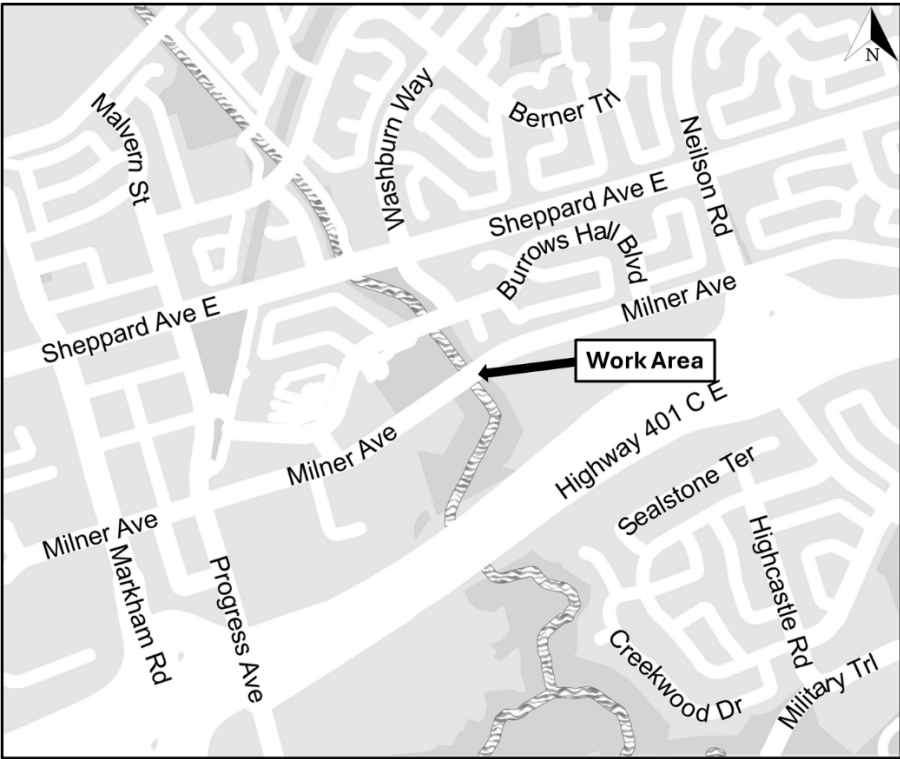 N
Malvern St
Washburn Way
Berner Trl
Neilson Rd
Sheppard Ave E
Burrows Hall Blvd
Milner Ave
Sheppard Ave E
Work Area
Highway 401 C E
Milner Ave
Sealstone Ter
Milner Ave
Markham Rd
Progress Ave
Highcastle Rd
Creekwood Dr
Military Trl